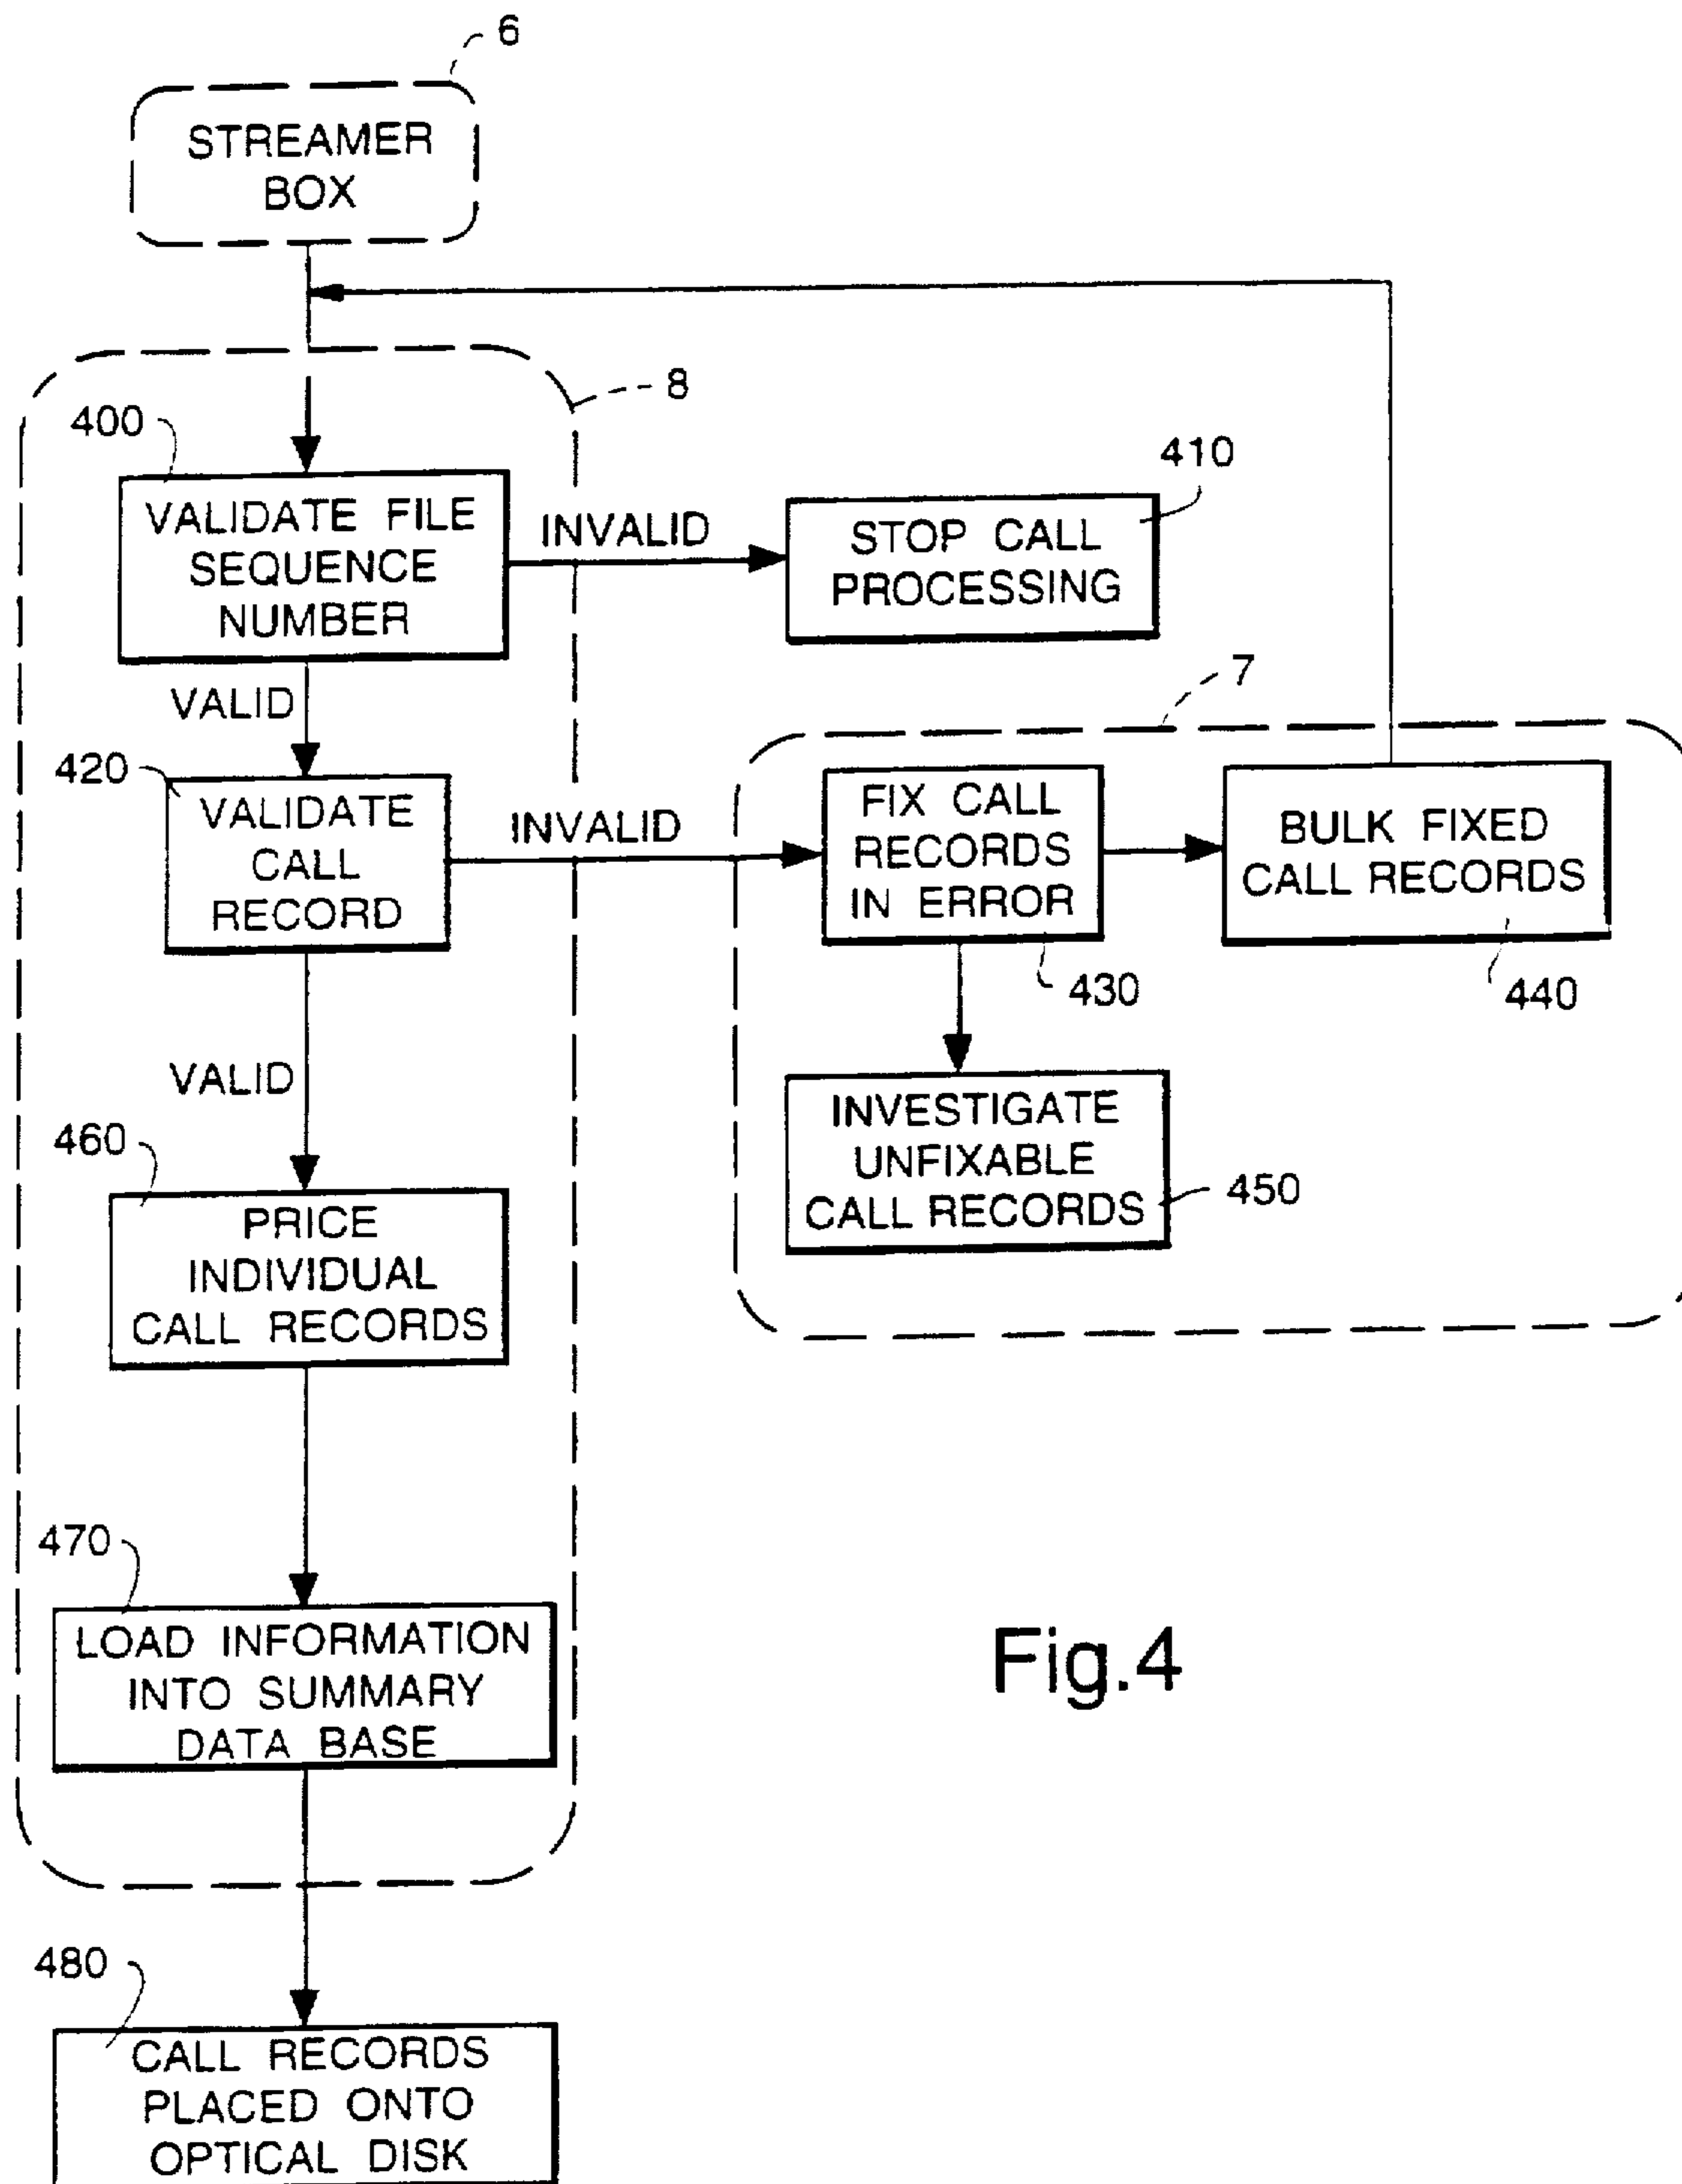 6
STREAMER
BOX
8
400
VALIDATE FILE
SEQUENCE
NUMBER
INVALID
410
STOP CALL
PROCESSING
VALID
7
420
VALIDATE
CALL
RECORD
INVALID
FIX CALL
RECORDS
IN ERROR
430
BULK FIXED
CALL RECORDS
440
INVESTIGATE
UNFIXABLE
CALL RECORDS
450
VALID
460
PRICE
INDIVIDUAL
CALL RECORDS
470
LOAD INFORMATION
INTO SUMMARY
DATA BASE
Fig.4
480
CALL RECORDS
PLACED ONTO
OPTICAL DISK